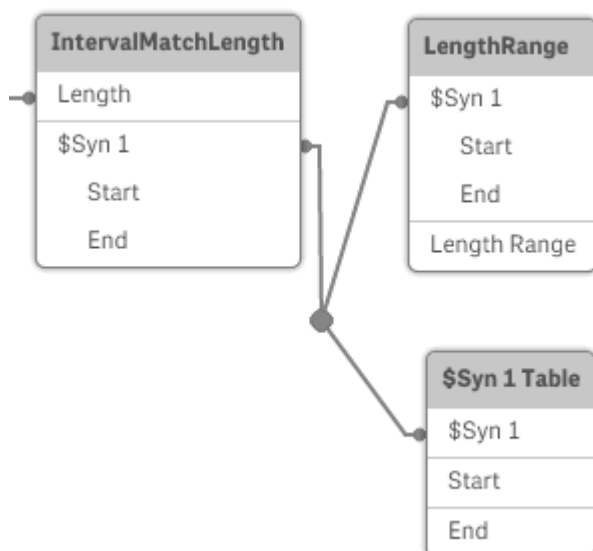 IntervalMatchLength
Length
$Syn 1
Start
End
LengthRange
$Syn 1
Start
End
Length Range
$Syn 1 Table
$Syn 1
Start
End